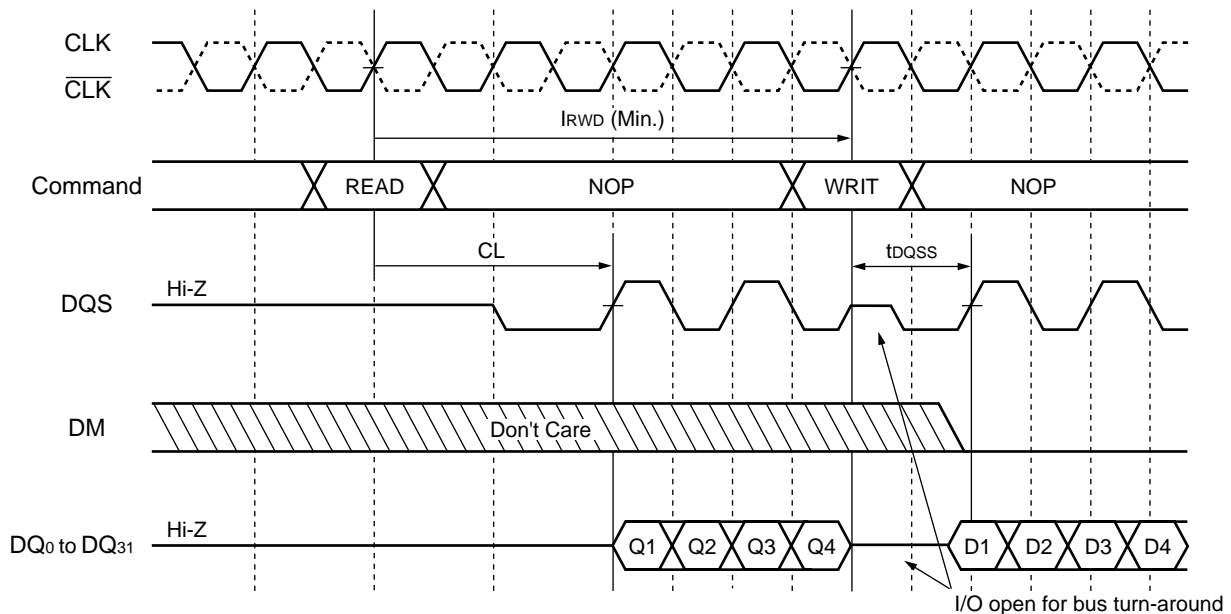 CLK
CLK
IRWD (Min.)
Command READ NOP WRIT NOP
CL tDQSS
DQS Hi-Z
DM Don't Care
DQ0 to DQ31 Hi-Z Q1 Q2 Q3 Q4 D1 D2 D3 D4
I/O open for bus turn-around